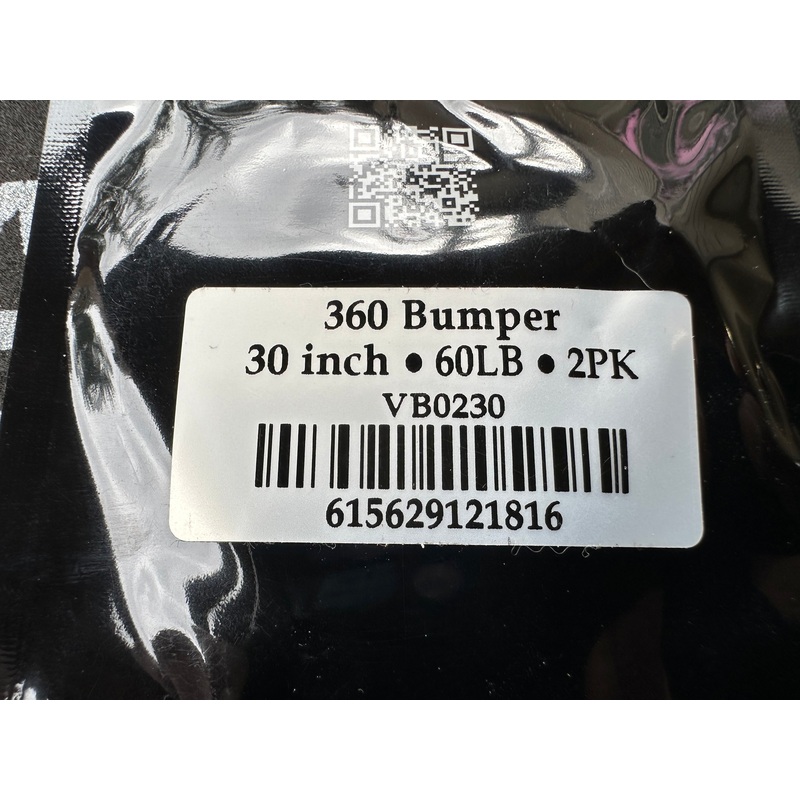 360 Bumper
30 inch • 60LB • 2PK
VB0230
615629121816